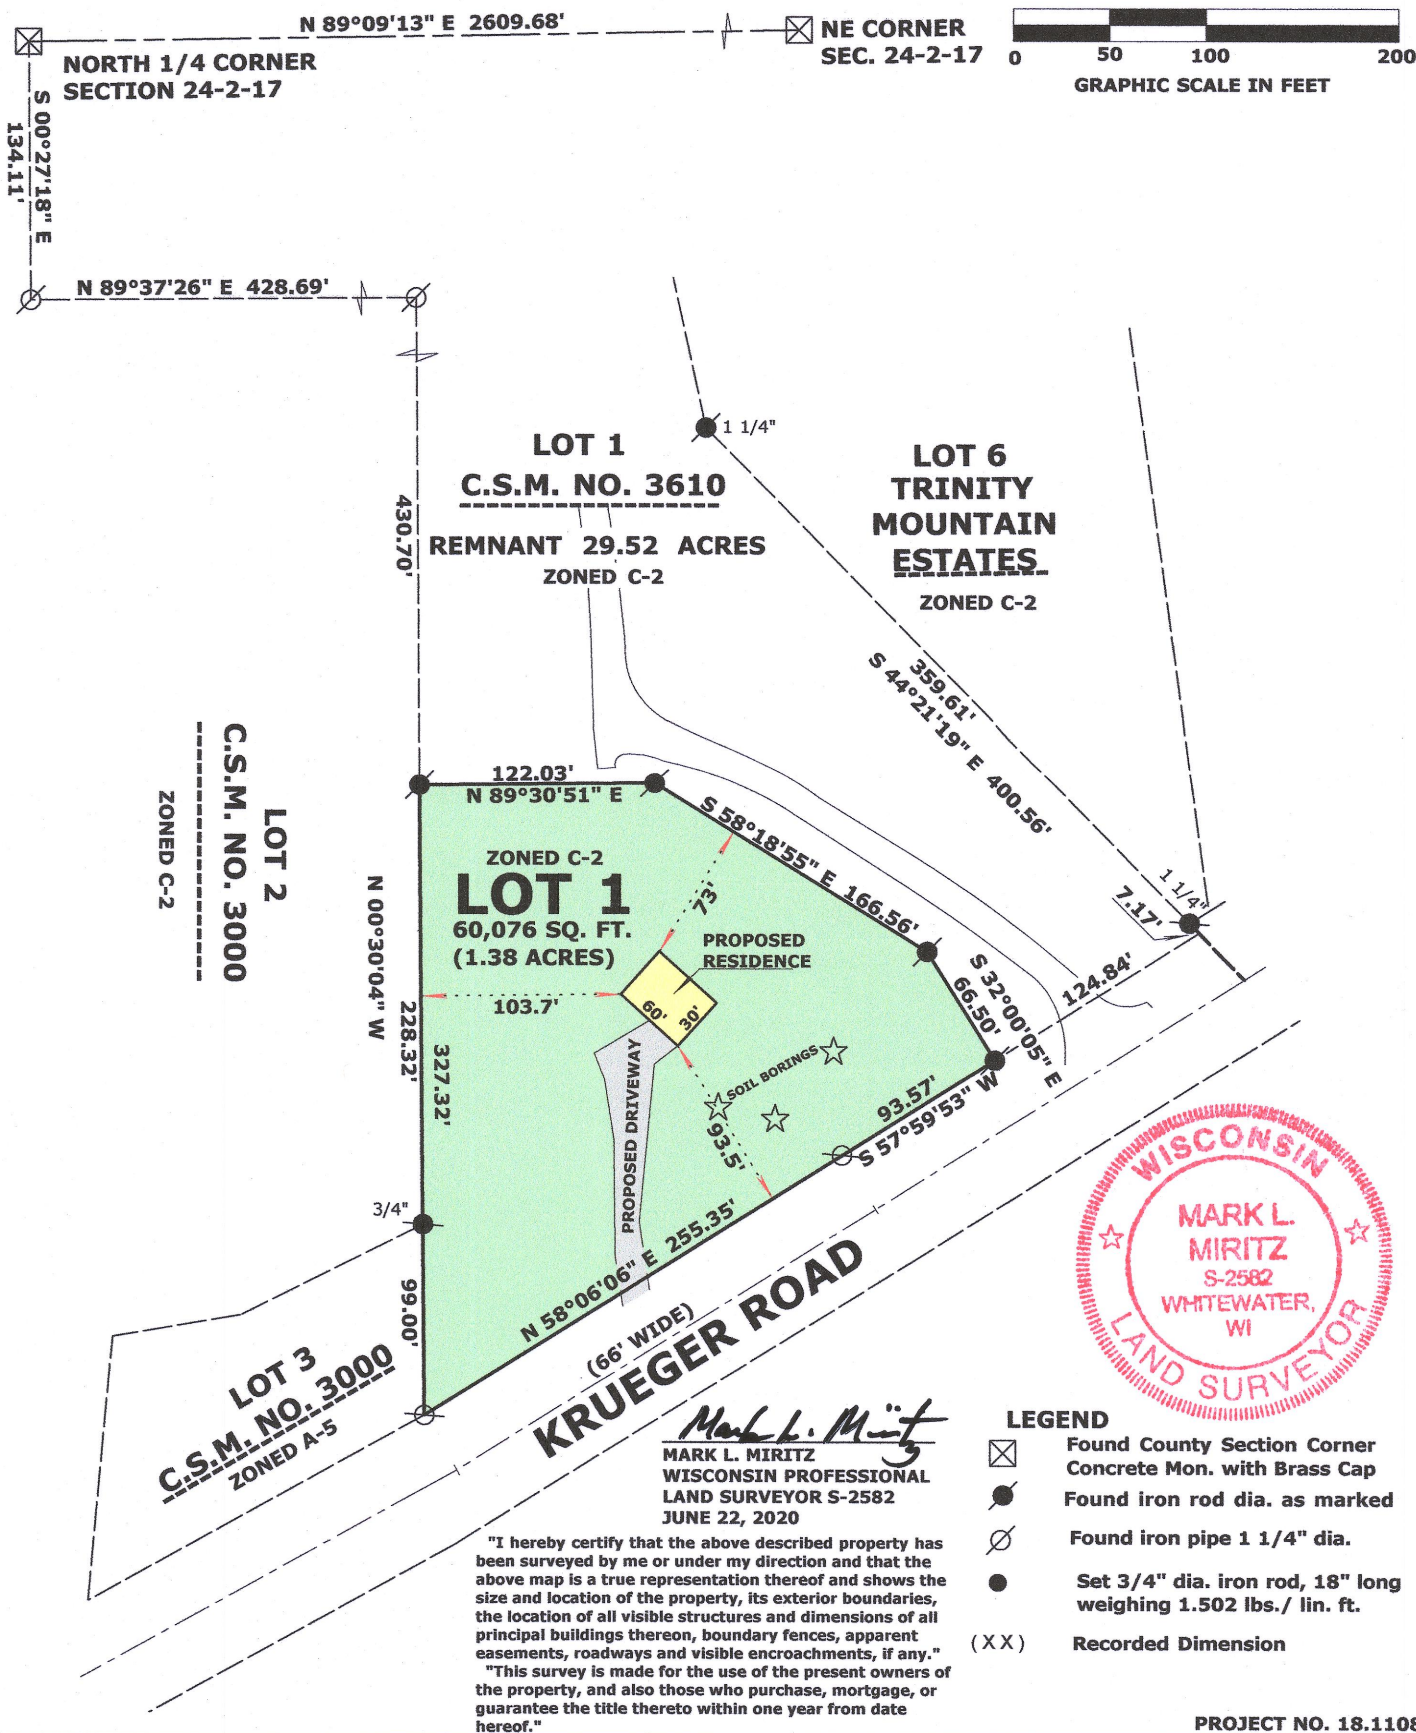 N 89°09'13" E 2609.68'
NORTH 1/4 CORNER
SECTION 24-2-17
NE CORNER
SEC. 24-2-17
0 50 100 200
GRAPHIC SCALE IN FEET
S 00°27'18" E
134.11'
N 89°37'26" E 428.69'
1 1/4"
LOT 1
C.S.M. NO. 3610
REMNANT 29.52 ACRES
ZONED C-2
430.70'
LOT 6
TRINITY
MOUNTAIN
ESTATES
ZONED C-2
359.61'
S 44°21'19" E 400.56'
1 1/4"
7.17'
124.84'
LOT 2
C.S.M. NO. 3000
ZONED C-2
122.03'
N 89°30'51" E
S 58°18'55" E 166.56'
ZONED C-2
LOT 1
60,076 SQ. FT.
(1.38 ACRES)
73'
PROPOSED
RESIDENCE
103.7'
60' 30'
S 32°00'05" E
66.50'
N 00°30'04" W 228.32'
327.32'
SOIL BORINGS
PROPOSED DRIVEWAY
93.5'
93.57'
S 57°59'53" W
3/4"
99.00'
N 58°06'06" E 255.35'
(66' WIDE)
KRUEGER ROAD
LOT 3
C.S.M. NO. 3000
ZONED A-5
WISCONSIN
MARK L.
MIRITZ
S-2582
WHITEWATER,
WI
LAND SURVEYOR
Mark L. Miritz
MARK L. MIRITZ
WISCONSIN PROFESSIONAL
LAND SURVEYOR S-2582
JUNE 22, 2020
"I hereby certify that the above described property has
been surveyed by me or under my direction and that the
above map is a true representation thereof and shows the
size and location of the property, its exterior boundaries,
the location of all visible structures and dimensions of all
principal buildings thereon, boundary fences, apparent
easements, roadways and visible encroachments, if any."
"This survey is made for the use of the present owners of
the property, and also those who purchase, mortgage, or
guarantee the title thereto within one year from date
hereof."
LEGEND
Found County Section Corner
Concrete Mon. with Brass Cap
Found iron rod dia. as marked
Found iron pipe 1 1/4" dia.
Set 3/4" dia. iron rod, 18" long
weighing 1.502 lbs./ lin. ft.
(XX) Recorded Dimension
PROJECT NO. 18.1108